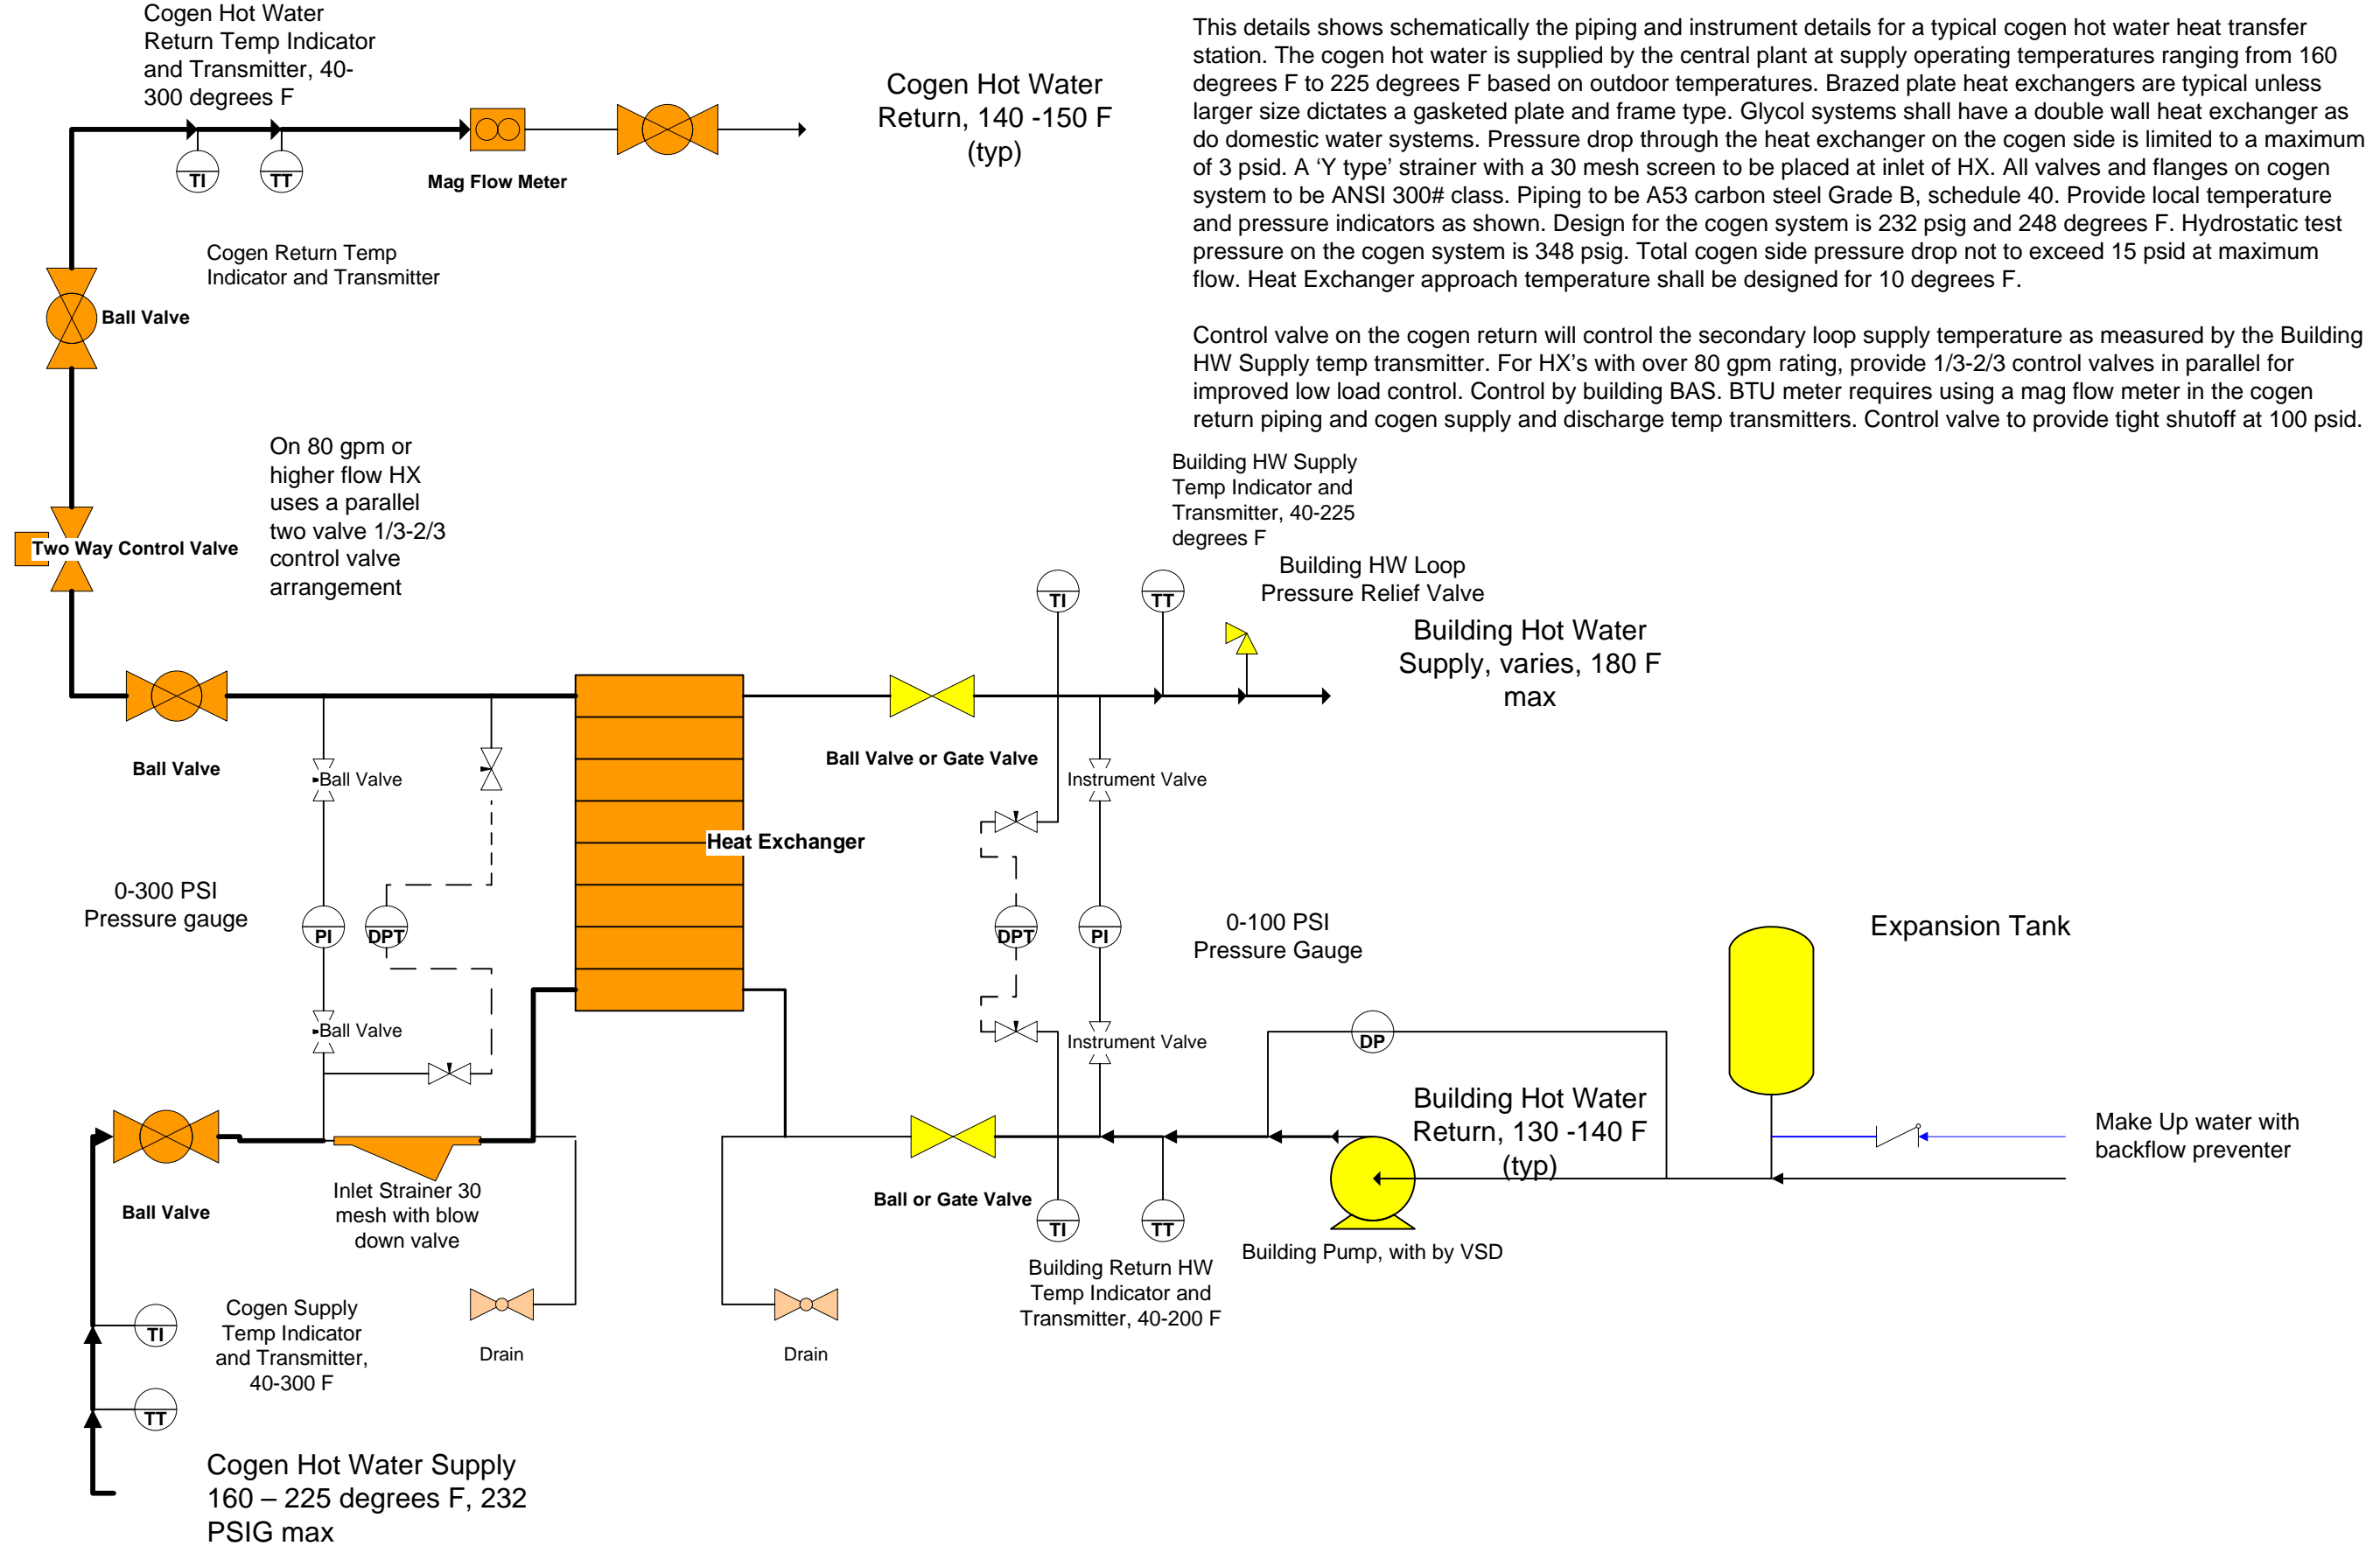 Cogen Hot Water
Return Temp Indicator
and Transmitter, 40-
300 degrees F
TI
TT
Mag Flow Meter
Cogen Hot Water
Return, 140 -150 F
(typ)
This details shows schematically the piping and instrument details for a typical cogen hot water heat transfer
station. The cogen hot water is supplied by the central plant at supply operating temperatures ranging from 160
degrees F to 225 degrees F based on outdoor temperatures. Brazed plate heat exchangers are typical unless
larger size dictates a gasketed plate and frame type. Glycol systems shall have a double wall heat exchanger as
do domestic water systems. Pressure drop through the heat exchanger on the cogen side is limited to a maximum
of 3 psid. A ‘Y type’ strainer with a 30 mesh screen to be placed at inlet of HX. All valves and flanges on cogen
system to be ANSI 300# class. Piping to be A53 carbon steel Grade B, schedule 40. Provide local temperature
and pressure indicators as shown. Design for the cogen system is 232 psig and 248 degrees F. Hydrostatic test
pressure on the cogen system is 348 psig. Total cogen side pressure drop not to exceed 15 psid at maximum
flow. Heat Exchanger approach temperature shall be designed for 10 degrees F.
Control valve on the cogen return will control the secondary loop supply temperature as measured by the Building
HW Supply temp transmitter. For HX’s with over 80 gpm rating, provide 1/3-2/3 control valves in parallel for
improved low load control. Control by building BAS. BTU meter requires using a mag flow meter in the cogen
return piping and cogen supply and discharge temp transmitters. Control valve to provide tight shutoff at 100 psid.
Cogen Return Temp
Indicator and Transmitter
Ball Valve
On 80 gpm or
higher flow HX
uses a parallel
two valve 1/3-2/3
control valve
arrangement
Two Way Control Valve
Building HW Supply
Temp Indicator and
Transmitter, 40-225
degrees F
Building HW Loop
Pressure Relief Valve
TI
TT
Building Hot Water
Supply, varies, 180 F
max
Ball Valve
Ball Valve
Ball Valve or Gate Valve
Instrument Valve
Heat Exchanger
0-300 PSI
Pressure gauge
PI
DPT
DPT
PI
0-100 PSI
Pressure Gauge
Expansion Tank
Ball Valve
Instrument Valve
DP
Building Hot Water
Return, 130 -140 F
(typ)
Make Up water with
backflow preventer
Ball Valve
Inlet Strainer 30
mesh with blow
down valve
Ball or Gate Valve
TI
TT
Building Pump, with by VSD
Building Return HW
Temp Indicator and
Transmitter, 40-200 F
TI
Cogen Supply
Temp Indicator
and Transmitter,
40-300 F
Drain
Drain
TT
Cogen Hot Water Supply
160 – 225 degrees F, 232
PSIG max